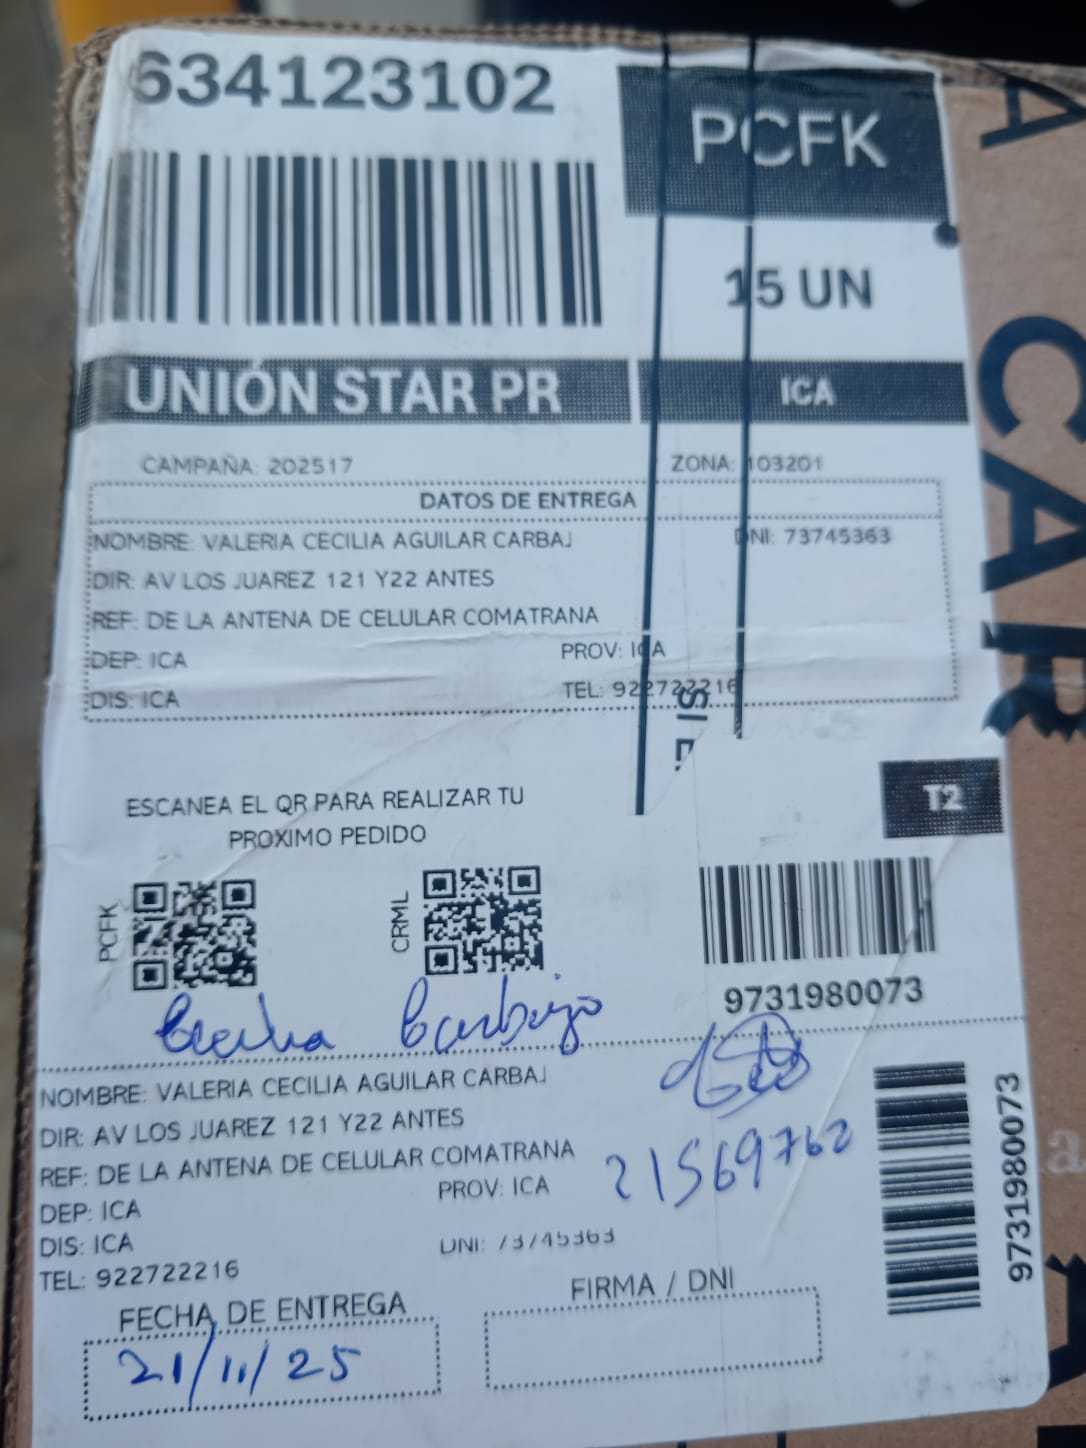 634123102
PCFK
15 UN
UNIÓN STAR PR
ICA
CAMPAÑA: 202517
ZONA: 103201
DATOS DE ENTREGA
NOMBRE: VALERIA CECILIA AGUILAR CARBAJ
DNI: 73745363
DIR: AV LOS JUAREZ 121 Y22 ANTES
REF: DE LA ANTENA DE CELULAR COMATRANA
DEP: ICA
PROV: ICA
DIS: ICA
TEL: 922722216
ESCANEA EL QR PARA REALIZAR TU
PROXIMO PEDIDO
T2
PCFK
CRML
9731980073
Cecilia Carbajo
NOMBRE: VALERIA CECILIA AGUILAR CARBAJ
DIR: AV LOS JUAREZ 121 Y22 ANTES
REF: DE LA ANTENA DE CELULAR COMATRANA
DEP: ICA
PROV: ICA
21569762
DIS: ICA
DNI: 73745363
TEL: 922722216
9731980073
FECHA DE ENTREGA
FIRMA / DNI
21/11/25
A CAR